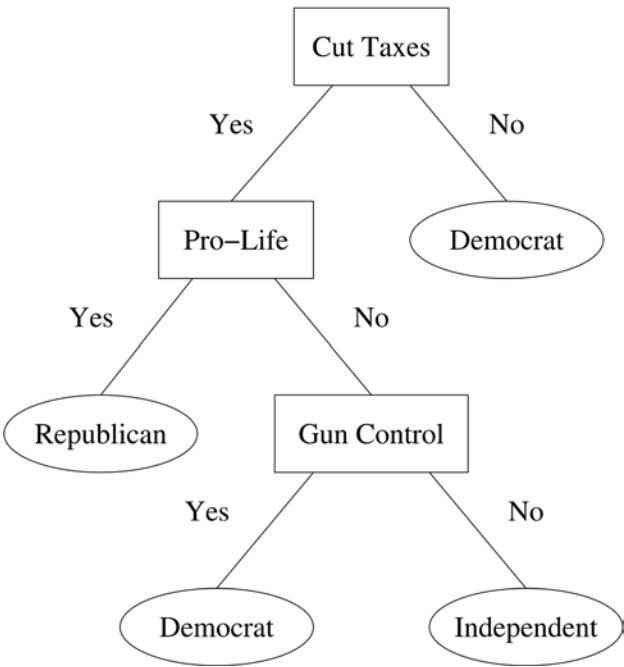 Cut Taxes
Yes
No
Pro−Life
Democrat
Yes
No
Republican
Gun Control
Yes
No
Democrat
Independent